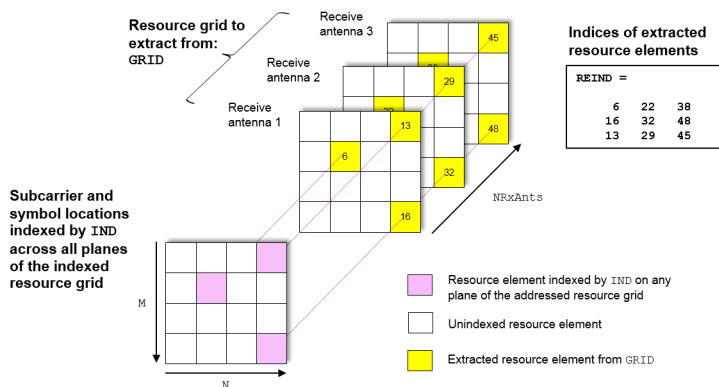 Resource grid to
extract from:
GRID
Receive
antenna 3
Receive
antenna 2
Receive
antenna 1
45
29
13
6
48
32
16
NRxAnts
Indices of extracted
resource elements
REIND =
6 22 38
16 32 48
13 29 45
Subcarrier and
symbol locations
indexed by IND
across all planes
of the indexed
resource grid
M
N
Resource element indexed by IND on any
plane of the addressed resource grid
Unindexed resource element
Extracted resource element from GRID